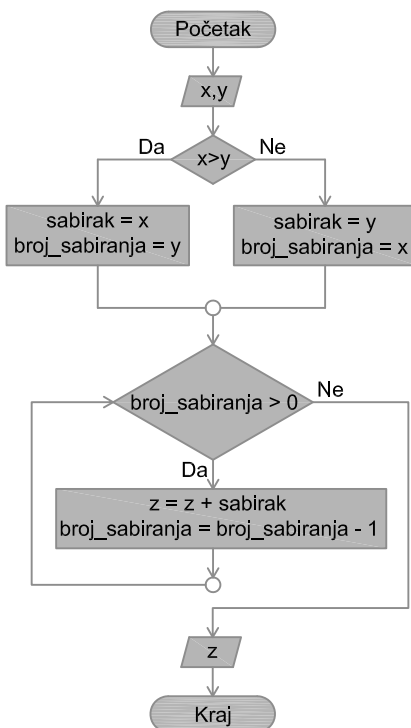 Početak
x,y
Da
Ne
x>y
sabirak = x
broj_sabiranja = y
sabirak = y
broj_sabiranja = x
broj_sabiranja > 0
Ne
Da
z = z + sabirak
broj_sabiranja = broj_sabiranja - 1
z
Kraj